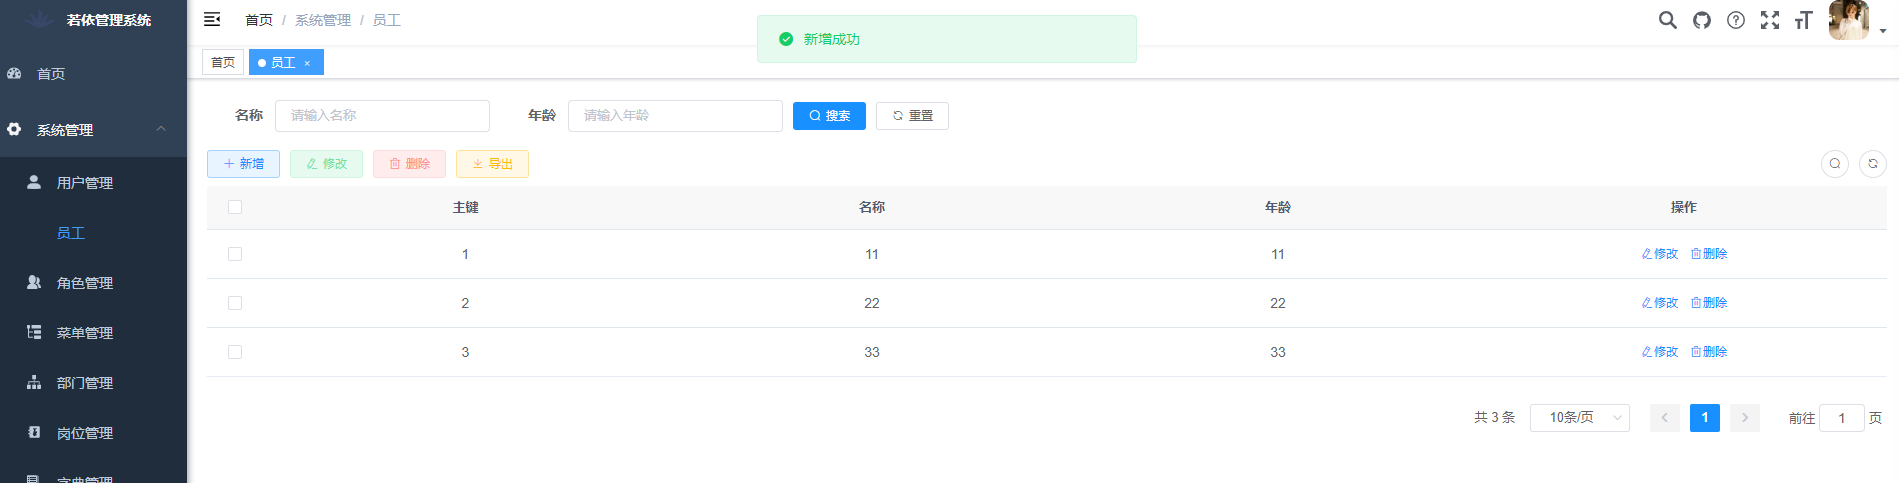 若依管理系统
首页
系统管理
用户管理
员工
角色管理
菜单管理
部门管理
岗位管理
字典管理
首页 / 系统管理 / 员工
新增成功
首页 员工 ×
名称 请输入名称 年龄 请输入年龄 搜索 重置
新增 修改 删除 导出
主键 名称 年龄 操作
1 11 11 修改 删除
2 22 22 修改 删除
3 33 33 修改 删除
共 3 条 10条/页 1 前往 1 页